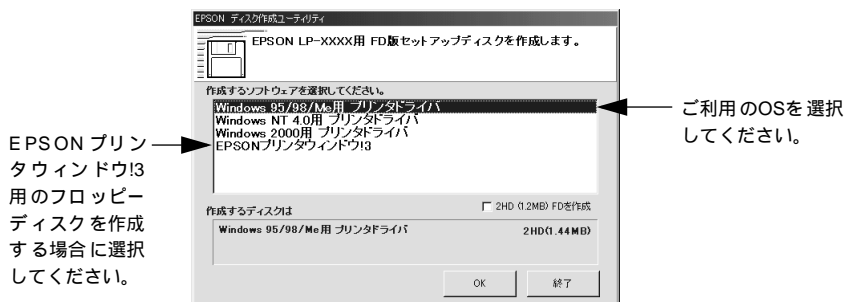 EPSON ディスク作成ユーティリティ
EPSON LP-XXXX用 FD版セットアップディスクを作成します。
作成するソフトウェアを選択してください。
Windows 95/98/Me用 プリンタドライバ
Windows NT 4.0用 プリンタドライバ
Windows 2000用 プリンタドライバ
EPSONプリンタウィンドウ!3
2HD (1.2MB) FDを作成
作成するディスクは
Windows 95/98/Me用 プリンタドライバ 2HD(1.44MB)
OK 終了
EPSON プリン
タウィンドウ!3
用のフロッピー
ディスクを作成
する場合に選択
してください。
ご利用のOSを選択
してください。